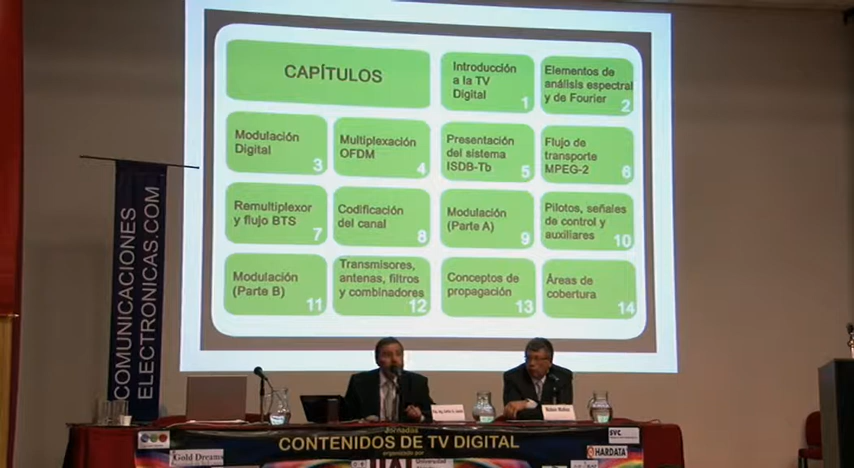 CAPÍTULOS
Introducción
a la TV
Digital
1
Elementos de
análisis espectral
y de Fourier
2
Modulación
Digital
3
Multiplexación
OFDM
4
Presentación
del sistema
ISDB-Tb
5
Flujo de
transporte
MPEG-2
6
Remultiplexor
y flujo BTS
7
Codificación
del canal
8
Modulación
(Parte A)
9
Pilotos, señales
de control y
auxiliares
10
Modulación
(Parte B)
11
Transmisores,
antenas, filtros
y combinadores
12
Conceptos de
propagación
13
Áreas de
cobertura
14
COMUNICACIONES
ELECTRONICAS.COM
Jornadas
CONTENIDOS DE TV DIGITAL
organizado por
Gold Dreams
Universidad
SVC
HARDATA